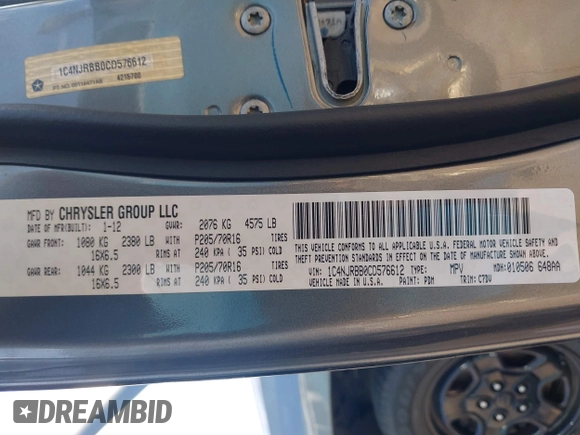 1C4NJRBB0CD576612
MFD BY CHRYSLER GROUP LLC
DATE OF MFR(BUILT): 1-12 GVWR: 2076 KG 4575 LB
GAWR FRONT: 1080 KG 2380 LB WITH P205/70R16 TIRES
16X6.5 RIMS AT 240 KPA ( 35 PSI) COLD
GAWR REAR: 1044 KG 2300 LB WITH P205/70R16 TIRES
16X6.5 RIMS AT 240 KPA ( 35 PSI) COLD
THIS VEHICLE CONFORMS TO ALL APPLICABLE U.S.A. FEDERAL MOTOR VEHICLE SAFETY, BUMPER AND
THEFT PREVENTION STANDARDS IN EFFECT ON THE DATE OF MANUFACTURE SHOWN ABOVE.
VIN: 1C4NJRBB0CD576612 TYPE: MPV MDH: 010506 648AA
VEHICLE MADE IN U.S.A. PAINT: PDM TRIM: C7DV
DREAMBID